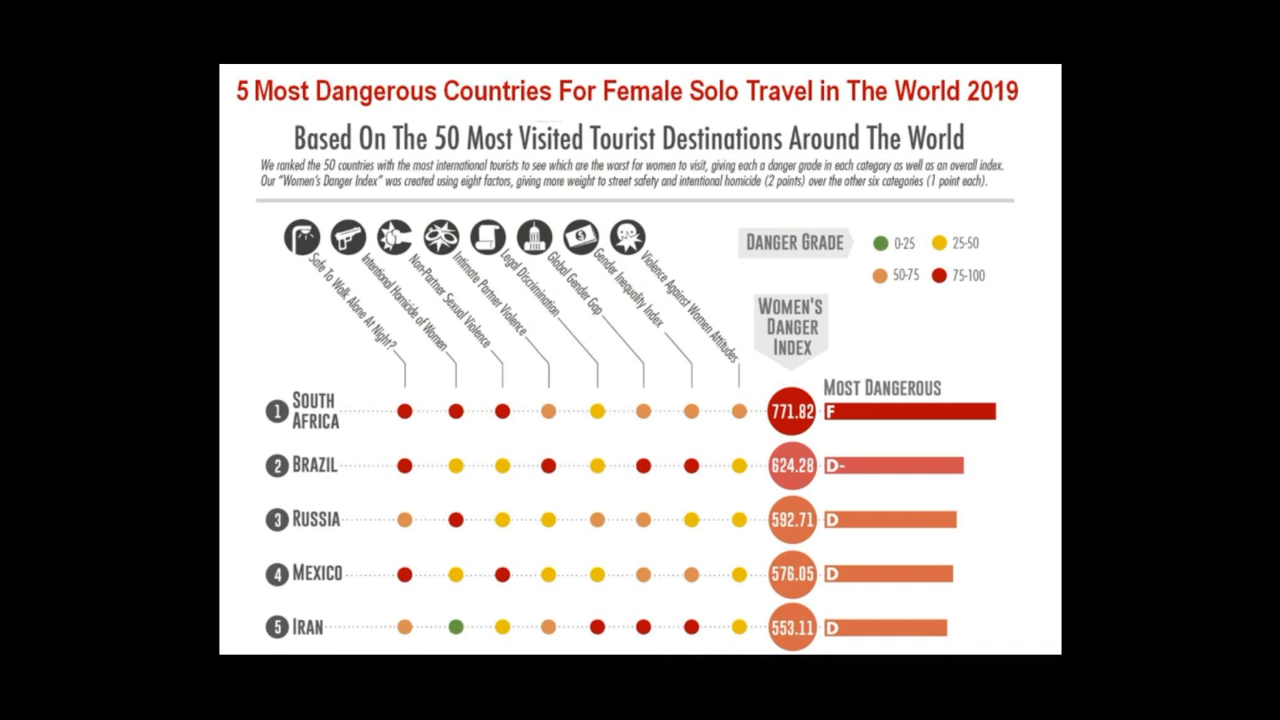 5 Most Dangerous Countries For Female Solo Travel in The World 2019
Based On The 50 Most Visited Tourist Destinations Around The World
We ranked the 50 countries with the most international tourists to see which are the worst for women to visit, giving each a danger grade in each category as well as an overall index.
Our "Women's Danger Index" was created using eight factors, giving more weight to street safety and intentional homicide (2 points) over the other six categories (1 point each).
Safe To Walk Alone At Night?
Intentional Homicide of Women
Non-Partner Sexual Violence
Intimate Partner Violence
Legal Discrimination
Global Gender Gap
Gender Inequality Index
Violence Against Women Attitudes
DANGER GRADE
0-25
25-50
50-75
75-100
WOMEN'S
DANGER
INDEX
MOST DANGEROUS
1 SOUTH
AFRICA
771.82 F
2 BRAZIL 624.28 D-
3 RUSSIA 592.71 D
4 MEXICO 576.05 D
5 IRAN 553.11 D